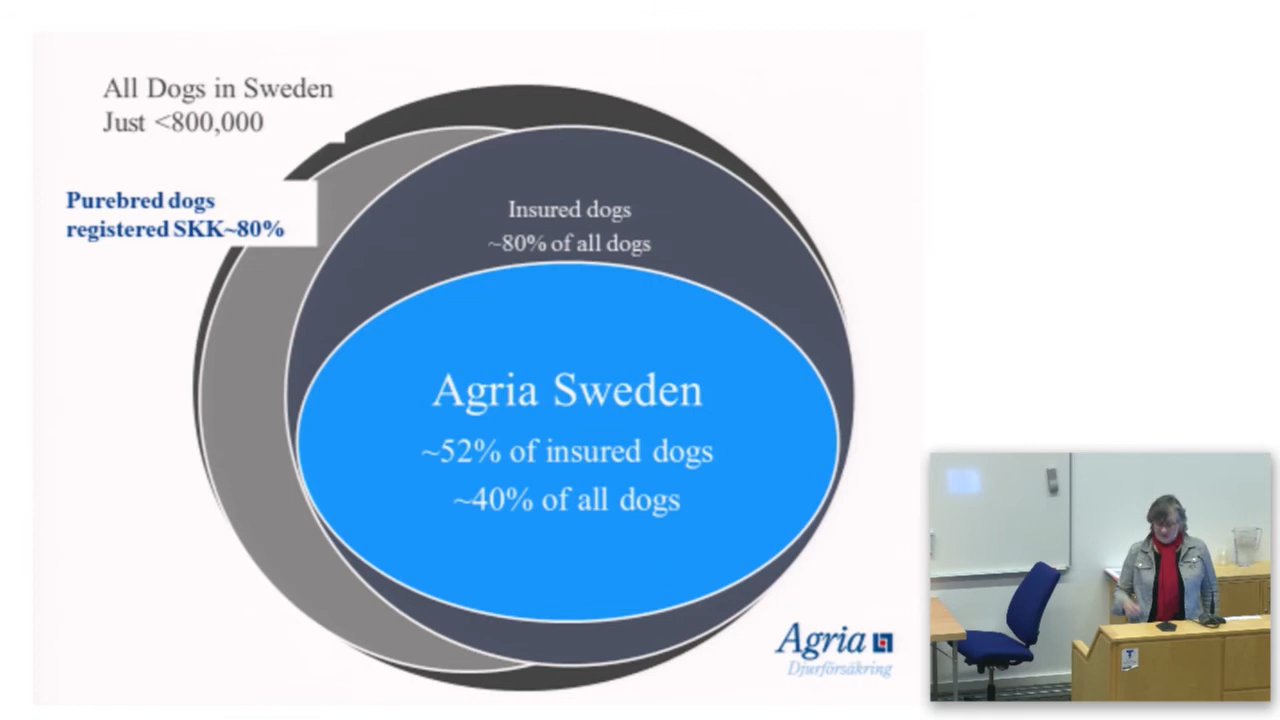 All Dogs in Sweden
Just <800,000
Purebred dogs
registered SKK~80%
Insured dogs
~80% of all dogs
Agria Sweden
~52% of insured dogs
~40% of all dogs
Agria
Djurförsäkring